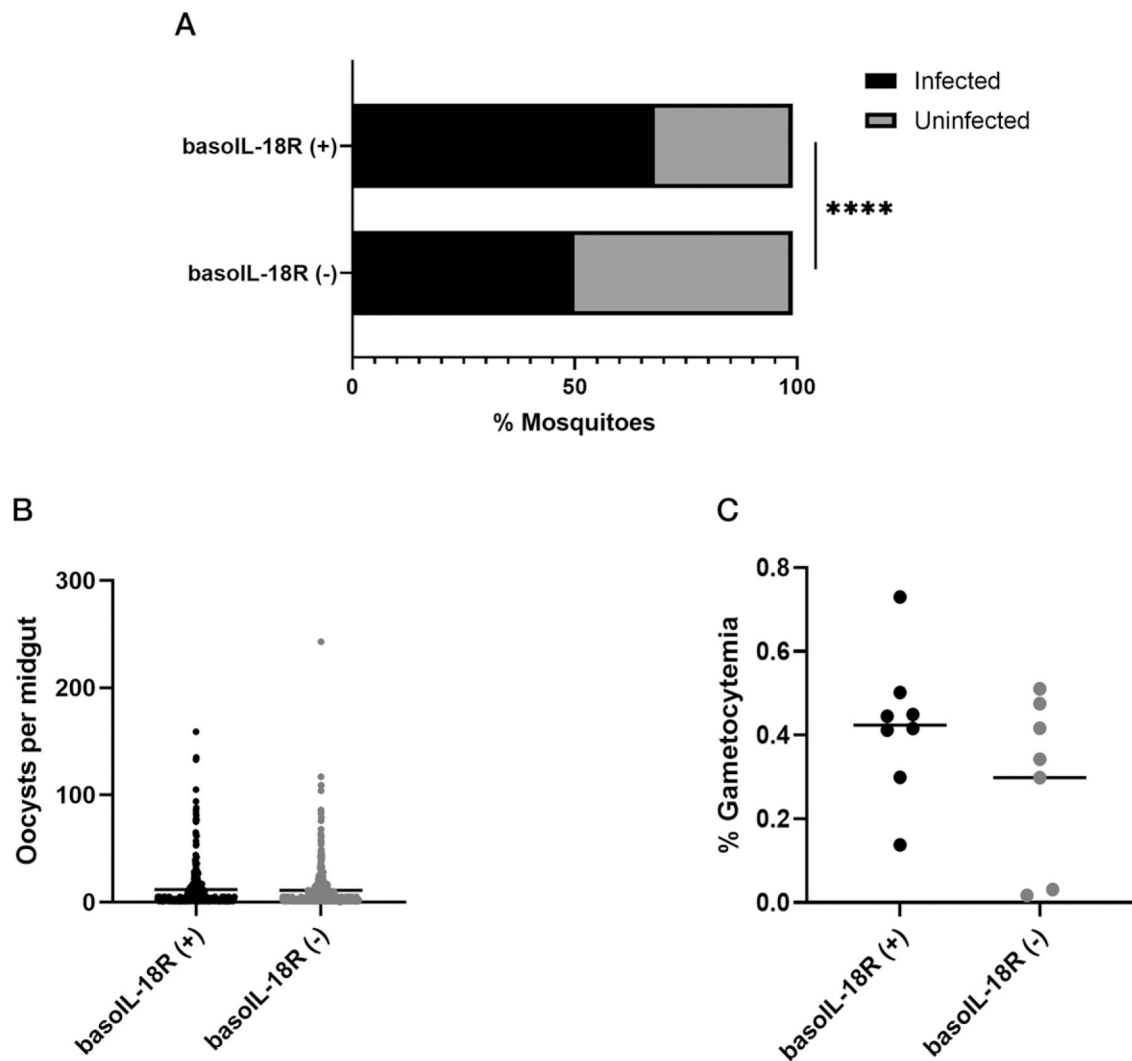 A
Infected
Uninfected
basoIL-18R (+)
basoIL-18R (-)
****
0 50 100
% Mosquitoes
B
300
200
100
0
Oocysts per midgut
basoIL-18R (+)
basoIL-18R (-)
C
0.8
0.6
0.4
0.2
0.0
% Gametocytemia
basoIL-18R (+)
basoIL-18R (-)